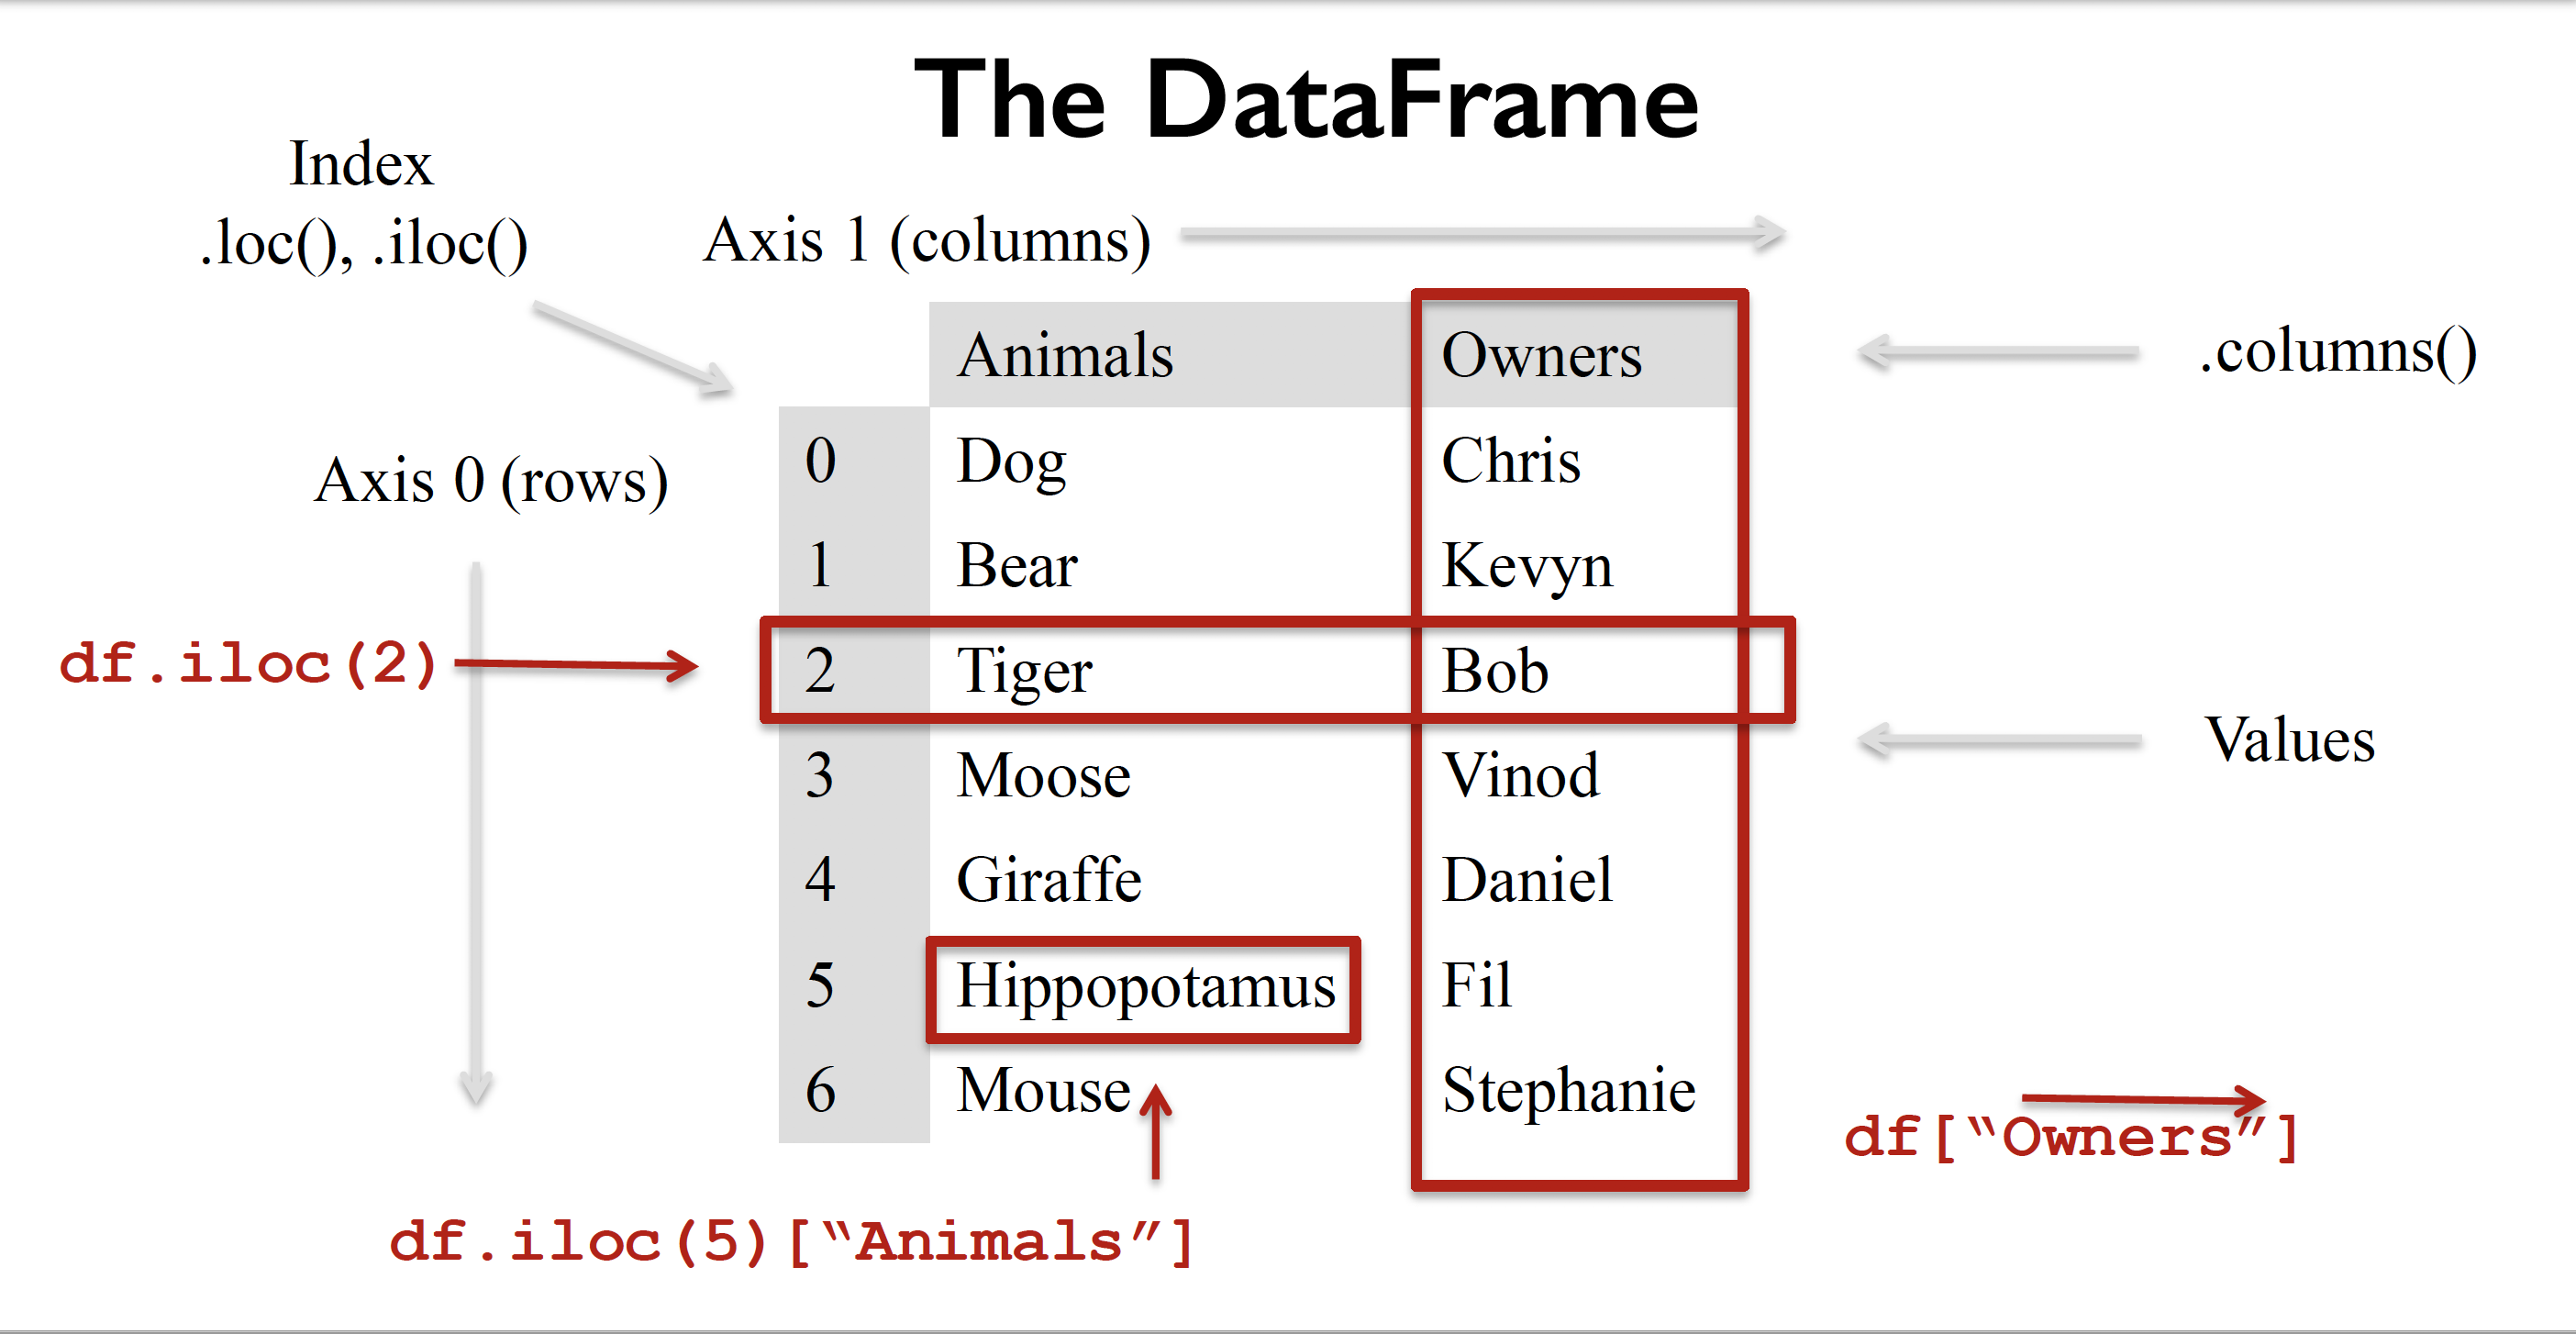 The DataFrame
Index
.loc(), .iloc()
Axis 1 (columns)
Animals Owners
.columns()
Axis 0 (rows)
0 Dog Chris
1 Bear Kevyn
df.iloc(2)
2 Tiger Bob
3 Moose Vinod
Values
4 Giraffe Daniel
5 Hippopotamus Fil
6 Mouse Stephanie
df[“Owners”]
df.iloc(5)[“Animals”]